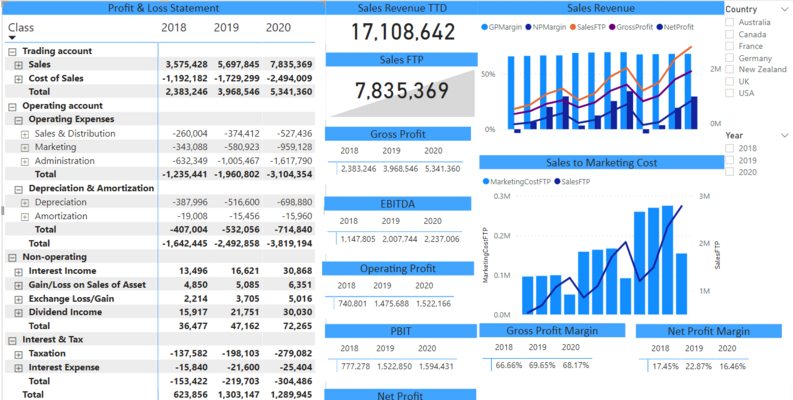 Profit & Loss Statement
Class 2018 2019 2020
Trading account
Sales 3,575,428 5,697,845 7,835,369
Cost of Sales -1,192,182 -1,729,299 -2,494,009
Total 2,383,246 3,968,546 5,341,360
Operating account
Operating Expenses
Sales & Distribution -260,004 -374,412 -527,436
Marketing -343,088 -580,923 -959,128
Administration -632,349 -1,005,467 -1,617,790
Total -1,235,441 -1,960,802 -3,104,354
Depreciation & Amortization
Depreciation -387,996 -516,600 -698,880
Amortization -19,008 -15,456 -15,960
Total -407,004 -532,056 -714,840
Total -1,642,445 -2,492,858 -3,819,194
Non-operating
Interest Income 13,496 16,621 30,868
Gain/Loss on Sales of Asset 4,850 5,085 6,351
Exchange Loss/Gain 2,214 3,705 5,016
Dividend Income 15,917 21,751 30,030
Total 36,477 47,162 72,265
Interest & Tax
Taxation -137,582 -198,103 -279,082
Interest Expense -15,840 -21,600 -25,404
Total -153,422 -219,703 -304,486
Total 623,856 1,303,147 1,289,945
Sales Revenue TTD
17,108,642
Sales FTP
7,835,369
Gross Profit
2018 2019 2020
2.383.246 3.968.546 5.341.360
EBITDA
2018 2019 2020
1,147.805 2.007.744 2.237.006
Operating Profit
2018 2019 2020
740.801 1.475.688 1.522.166
PBIT
2018 2019 2020
777.278 1.522.850 1.594.431
Net Profit
Sales Revenue
GPMargin NPMargin SalesFTP GrossProfit NetProfit
50%
0%
2M
0M
Sales to Marketing Cost
MarketingCostFTP SalesFTP
MarketingCostFTP
0.3M
0.2M
0.1M
0.0M
3M
2M
1M
SalesFTP
Gross Profit Margin
2018 2019 2020
66.66% 69.65% 68.17%
Net Profit Margin
2018 2019 2020
17.45% 22.87% 16.46%
Country
Australia
Canada
France
Germany
New Zealand
UK
USA
Year
2018
2019
2020